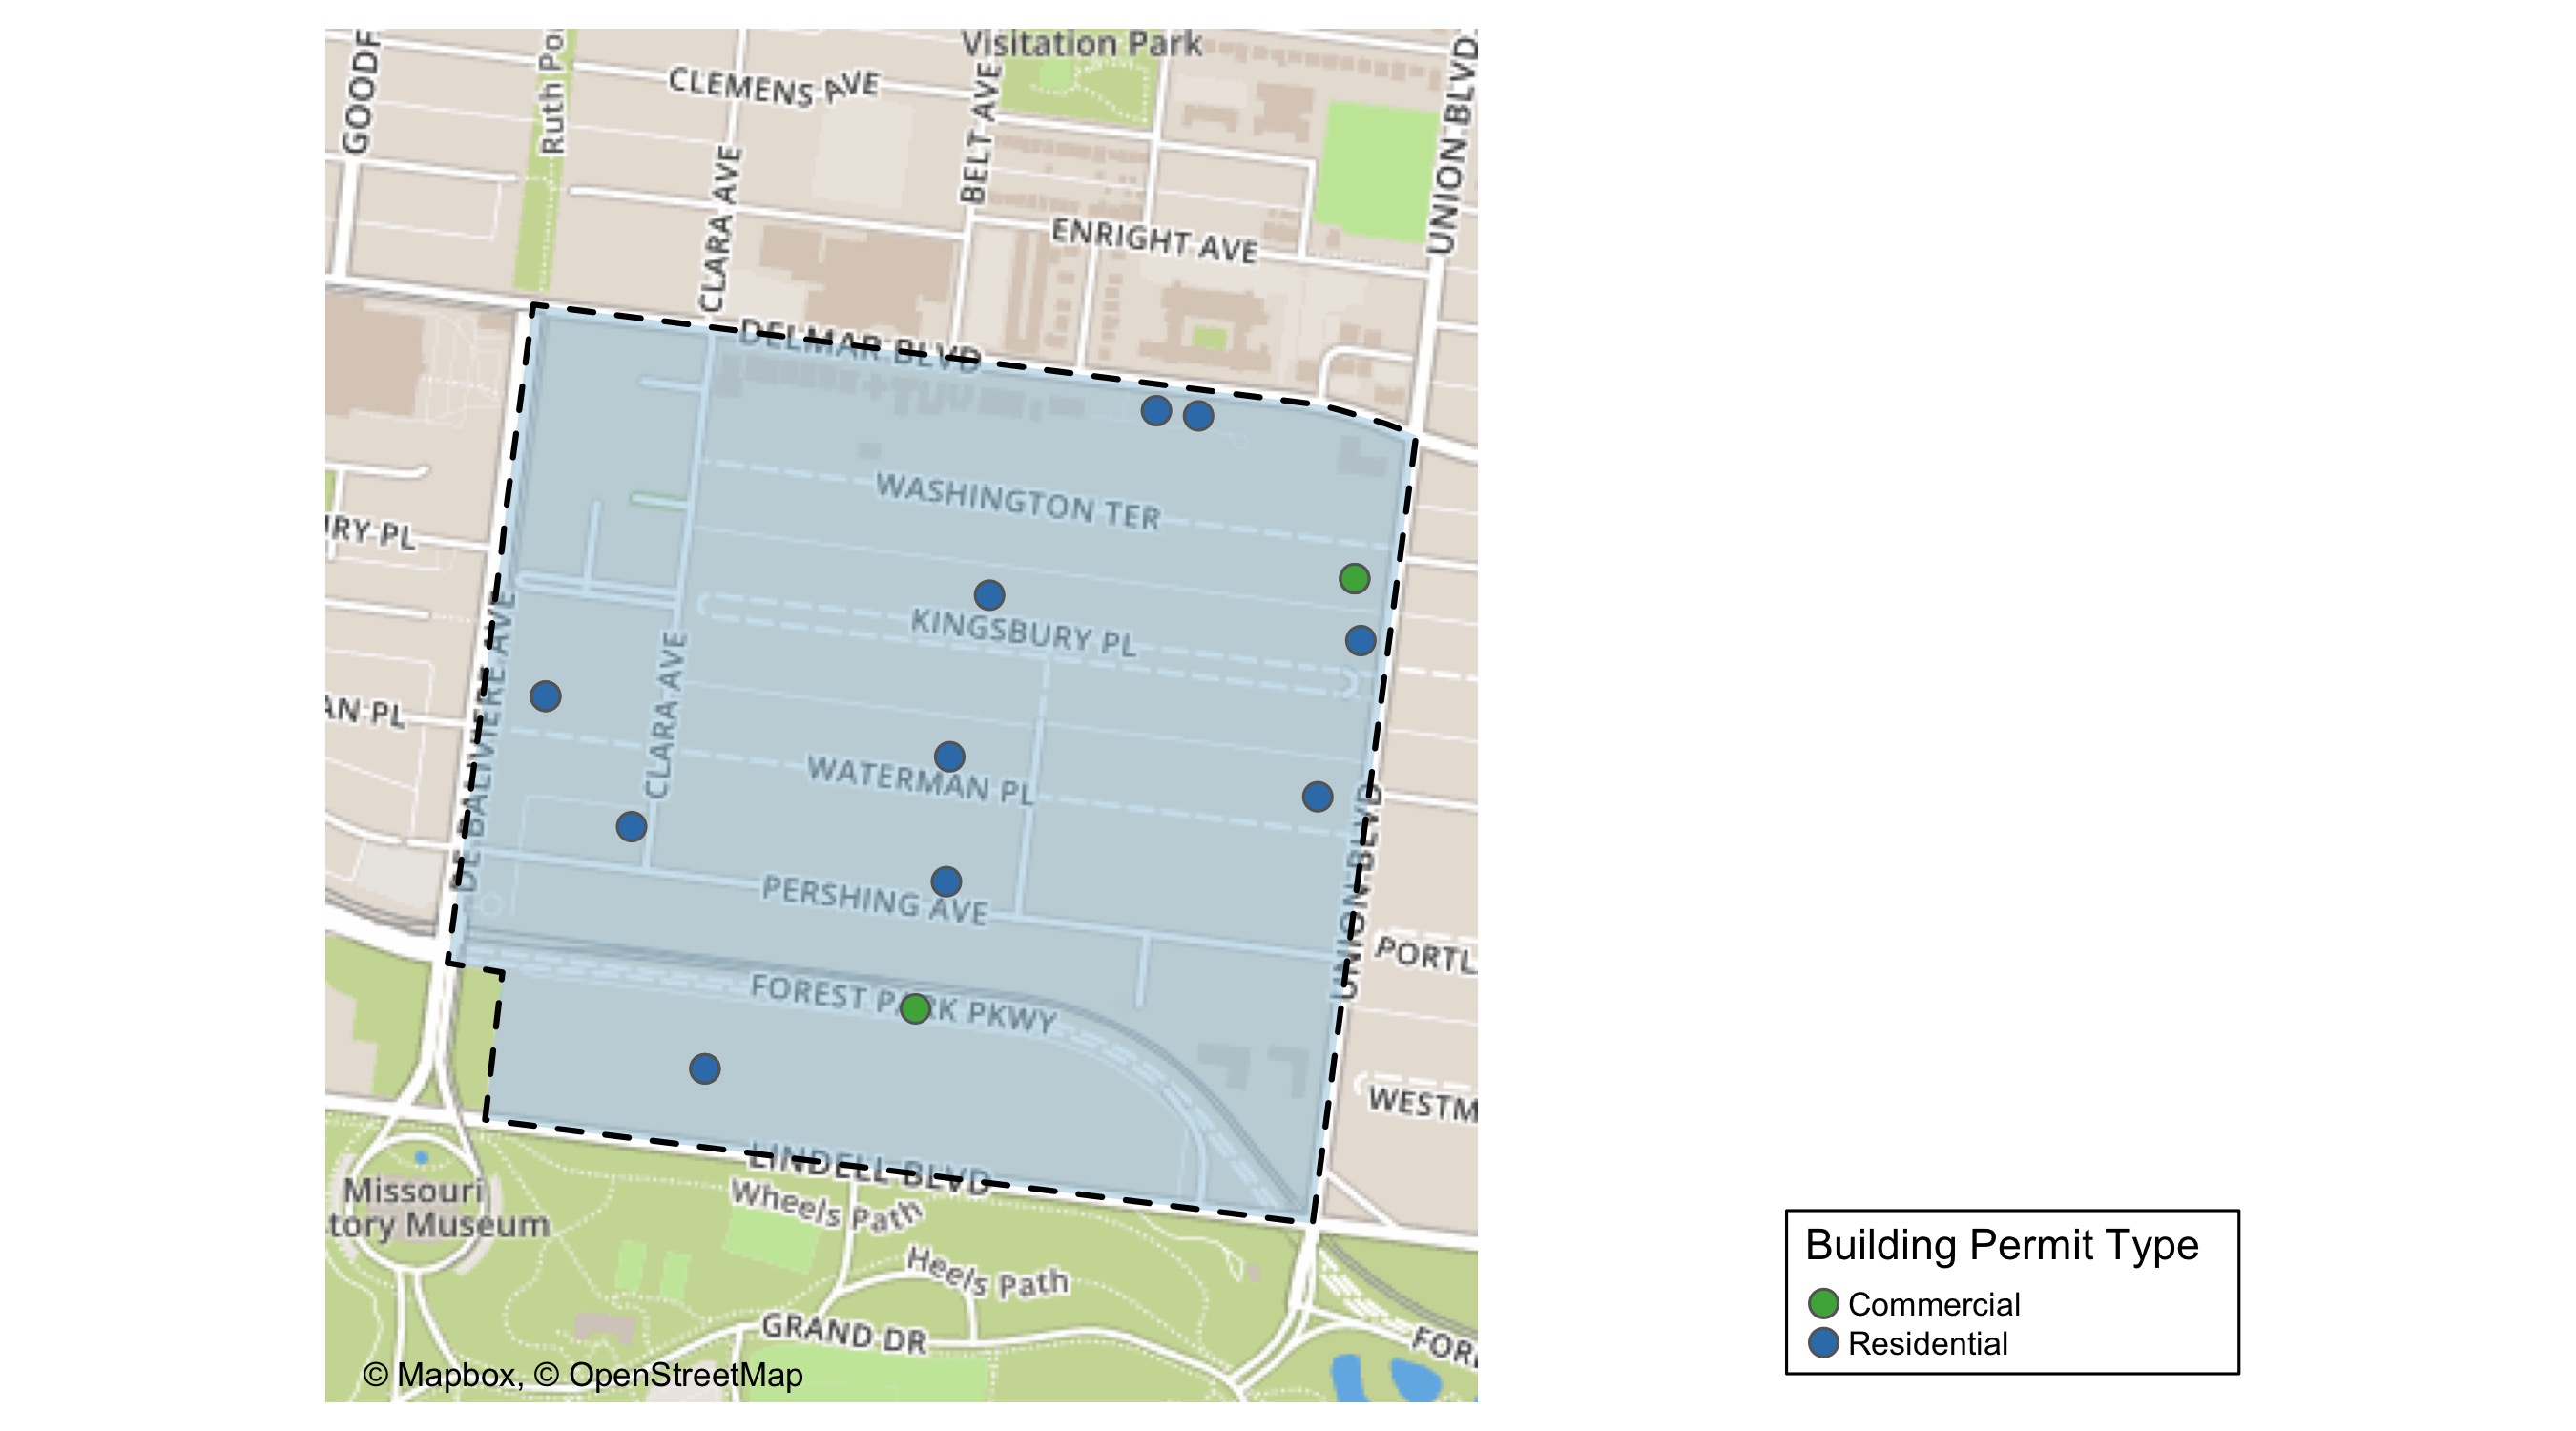 Visitation Park
GOODF
Ruth Po
CLEMENS AVE
BELT AVE
UNION BLVD
CLARA AVE
ENRIGHT AVE
DELMAR BLVD
WASHINGTON TER
RY PL
KINGSBURY PL
DE BALIVIERE AVE
CLARA AVE
AN PL
WATERMAN PL
UNION BLVD
PERSHING AVE
PORTL
FOREST PARK PKWY
WESTM
LINDELL BLVD
Missouri
tory Museum
Wheels Path
Heels Path
GRAND DR
FOR
© Mapbox, © OpenStreetMap
Building Permit Type
Commercial
Residential